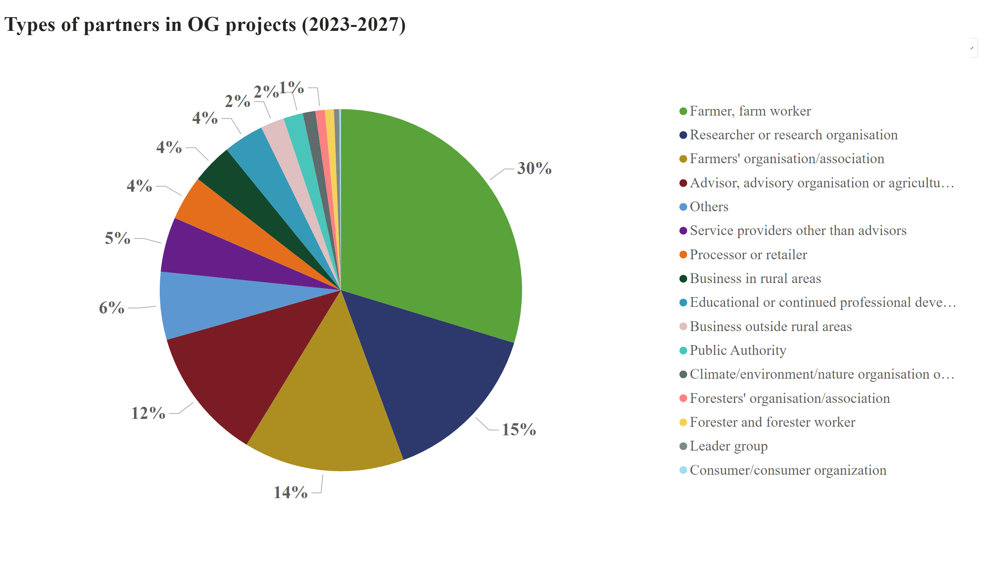 Types of partners in OG projects (2023-2027)
1%
2%
2%
4%
4%
4%
5%
6%
12%
14%
15%
30%
Farmer, farm worker
Researcher or research organisation
Farmers' organisation/association
Advisor, advisory organisation or agricultu…
Others
Service providers other than advisors
Processor or retailer
Business in rural areas
Educational or continued professional deve…
Business outside rural areas
Public Authority
Climate/environment/nature organisation o…
Foresters' organisation/association
Forester and forester worker
Leader group
Consumer/consumer organization